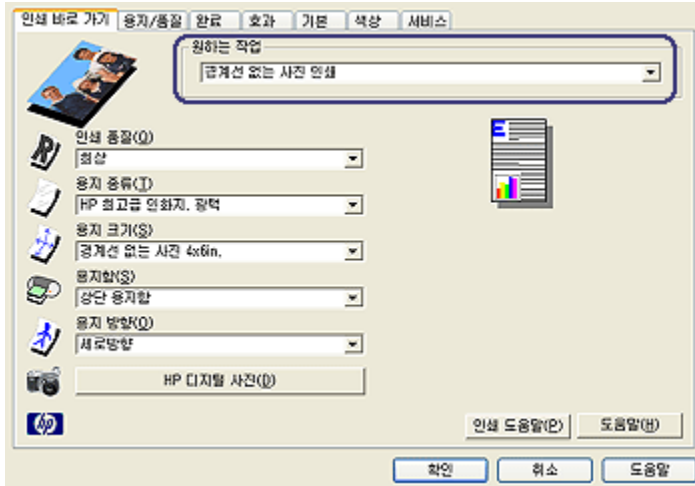 인쇄 바로 가기 용지/품질 완료 효과 기본 색상 서비스
원하는 작업
경계선 없는 사진 인쇄
인쇄 품질(Q)
최상
용지 종류(T)
HP 최고급 인화지, 광택
용지 크기(S)
경계선 없는 사진 4x6in,
용지함(S)
상단 용지함
용지 방향(O)
세로방향
HP 디지털 사진(D)
hp
인쇄 도움말(P) 도움말(H)
확인 취소 도움말